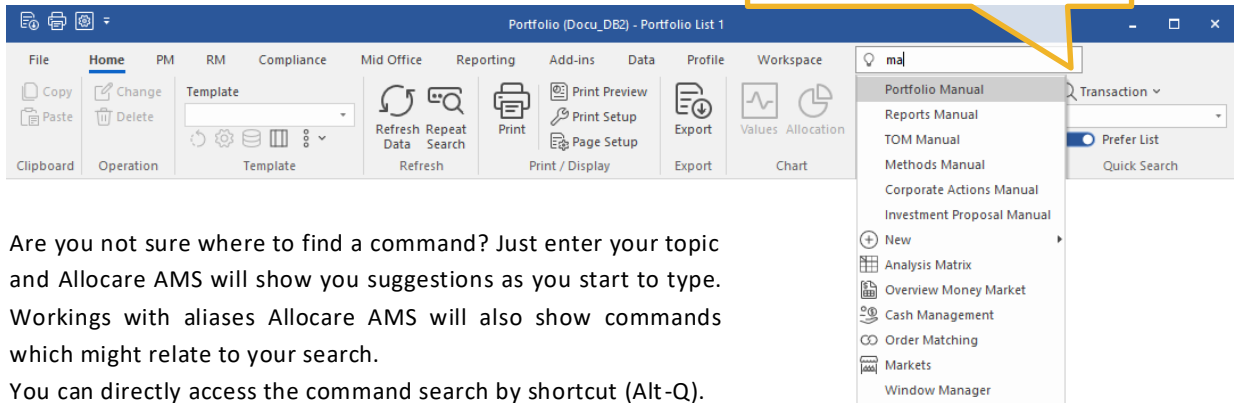 Portfolio (Docu_DB2) - Portfolio List 1
File Home PM RM Compliance Mid Office Reporting Add-ins Data Profile Workspace ma
Copy Change Template Print Preview Transaction
Paste Delete Print Setup
Refresh Data Repeat Search Print Page Setup Export Values Allocation Prefer List
Clipboard Operation Template Refresh Print / Display Export Chart Quick Search
Portfolio Manual
Reports Manual
TOM Manual
Methods Manual
Corporate Actions Manual
Investment Proposal Manual
New
Analysis Matrix
Overview Money Market
Cash Management
Order Matching
Markets
Window Manager
Are you not sure where to find a command? Just enter your topic
and Allocare AMS will show you suggestions as you start to type.
Workings with aliases Allocare AMS will also show commands
which might relate to your search.
You can directly access the command search by shortcut (Alt-Q).